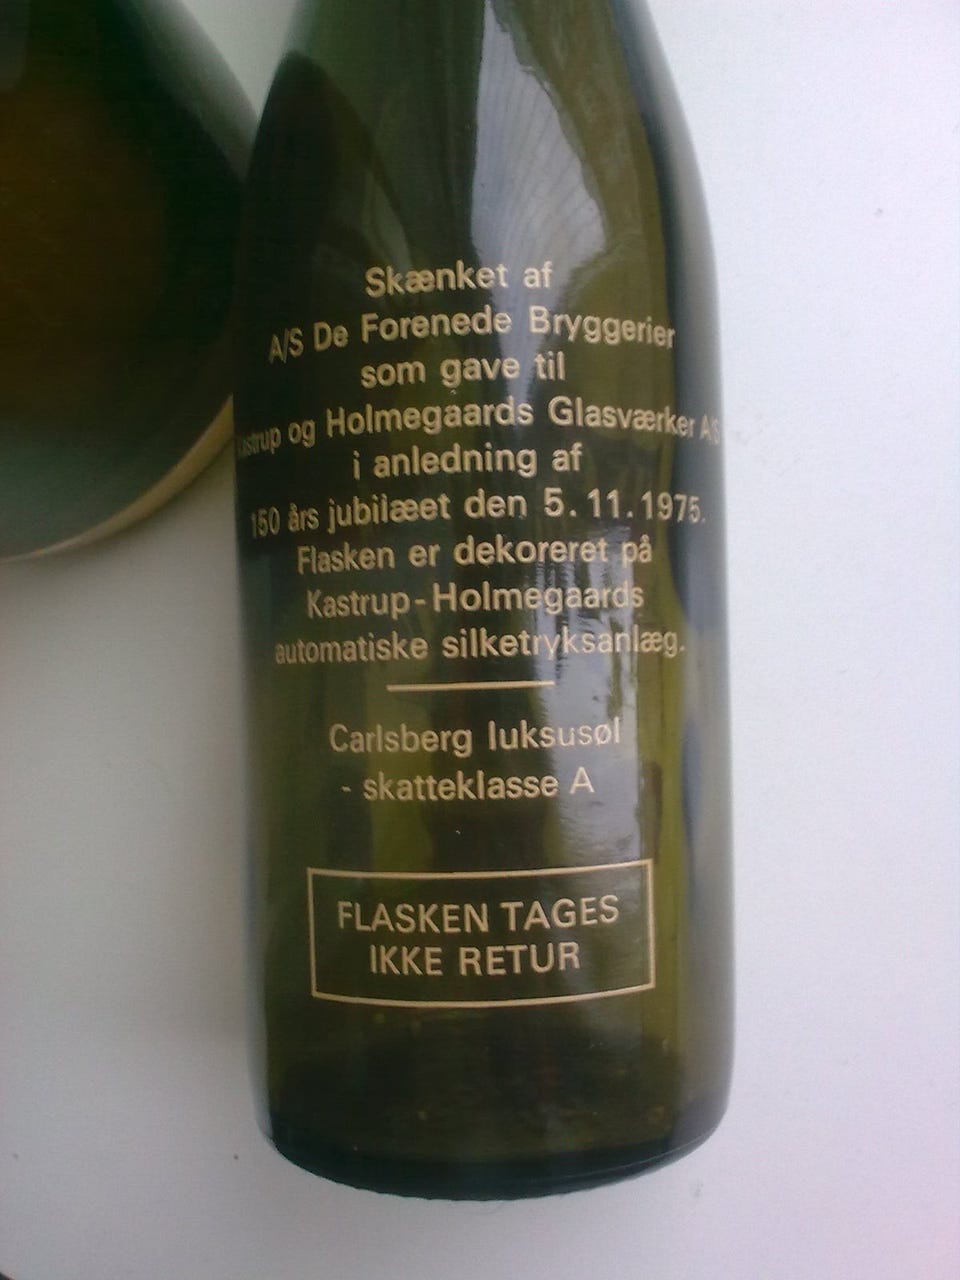 Skænket af
A/S De Forenede Bryggerier
som gave til
Kastrup og Holmegaards Glasværker A/S
i anledning af
150 års jubilæet den 5.11.1975.
Flasken er dekoreret på
Kastrup-Holmegaards
automatiske silketryksanlæg.
Carlsberg luksusøl
- skatteklasse A
FLASKEN TAGES
IKKE RETUR